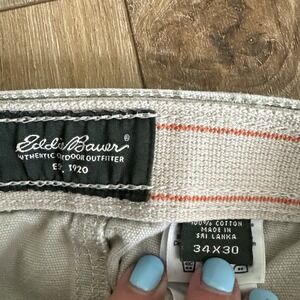 Eddie Bauer®
AUTHENTIC OUTDOOR OUTFITTER
EST. 1920
100% COTTON
MADE IN
SRI LANKA
34X30